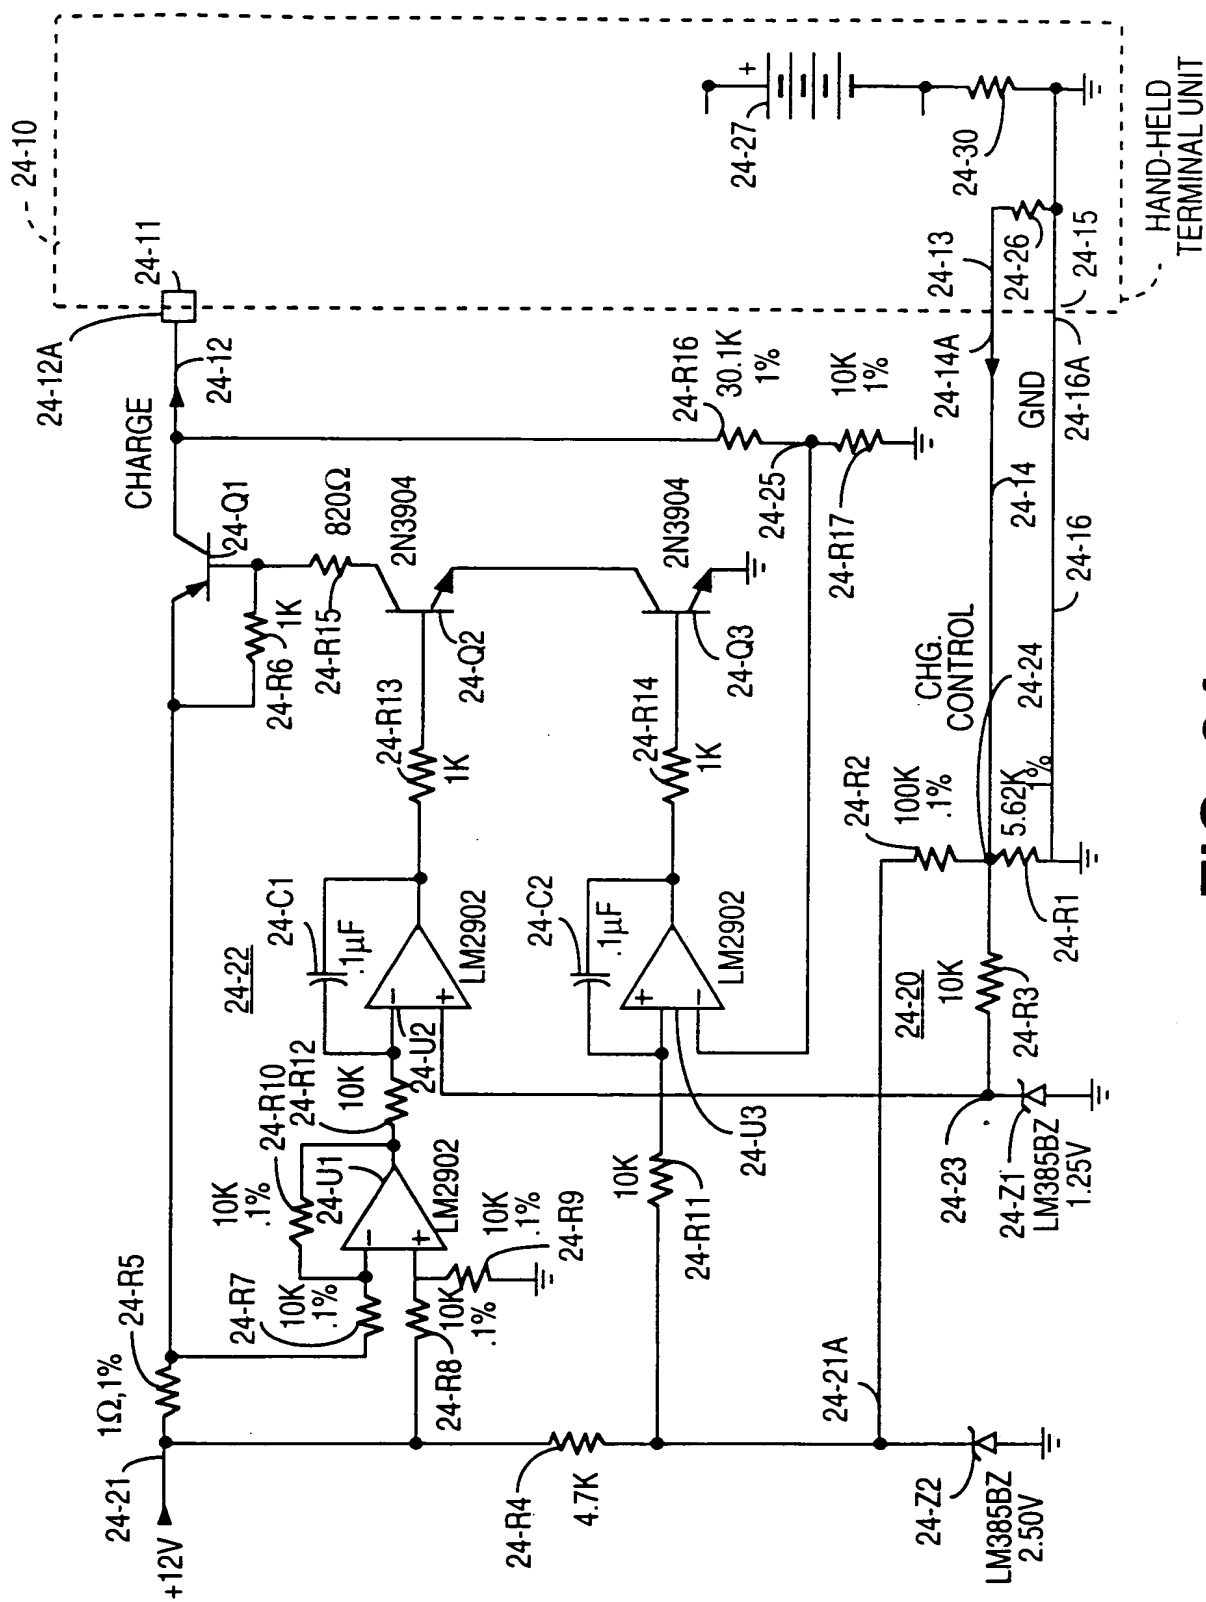 24-10
24-12A
24-11
CHARGE
24-12
24-Q1
24-R6
1K
24-R15
820Ω
2N3904
24-Q2
24-R13
1K
24-R16
30.1K
1%
24-25
10K
1%
24-R17
2N3904
24-Q3
24-R14
1K
24-27
+
24-30
24-13
24-26
24-15
24-14A
GND
24-16A
24-14
24-16
HAND-HELD
TERMINAL UNIT
CHG.
CONTROL
24-24
24-R2
100K
.1%
5.62K
1%
24-R1
24-20
10K
24-R3
24-22
24-C1
.1µF
LM2902
24-U2
24-C2
.1µF
LM2902
24-U3
24-R10
24-R12
10K
10K
.1%
24-U1
LM2902
10K
.1%
24-R9
24-R5
1Ω,1%
24-R7
10K
.1%
10K
.1%
24-R8
10K
24-R11
24-23
24-Z1
LM385BZ
1.25V
24-21
+12V
24-R4
4.7K
24-21A
24-Z2
LM385BZ
2.50V